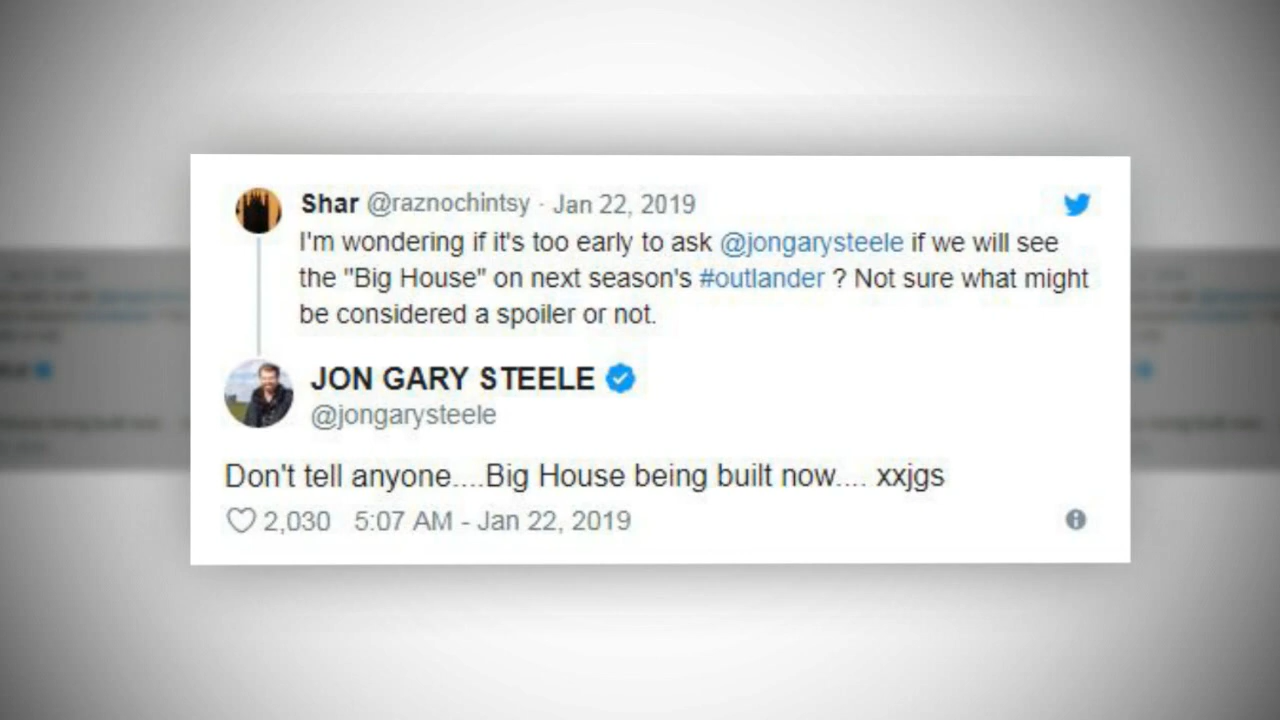 Shar @raznochintsy · Jan 22, 2019
I'm wondering if it's too early to ask @jongarysteele if we will see
the "Big House" on next season's #outlander ? Not sure what might
be considered a spoiler or not.
JON GARY STEELE
@jongarysteele
Don't tell anyone....Big House being built now.... xxjgs
2,030 5:07 AM - Jan 22, 2019